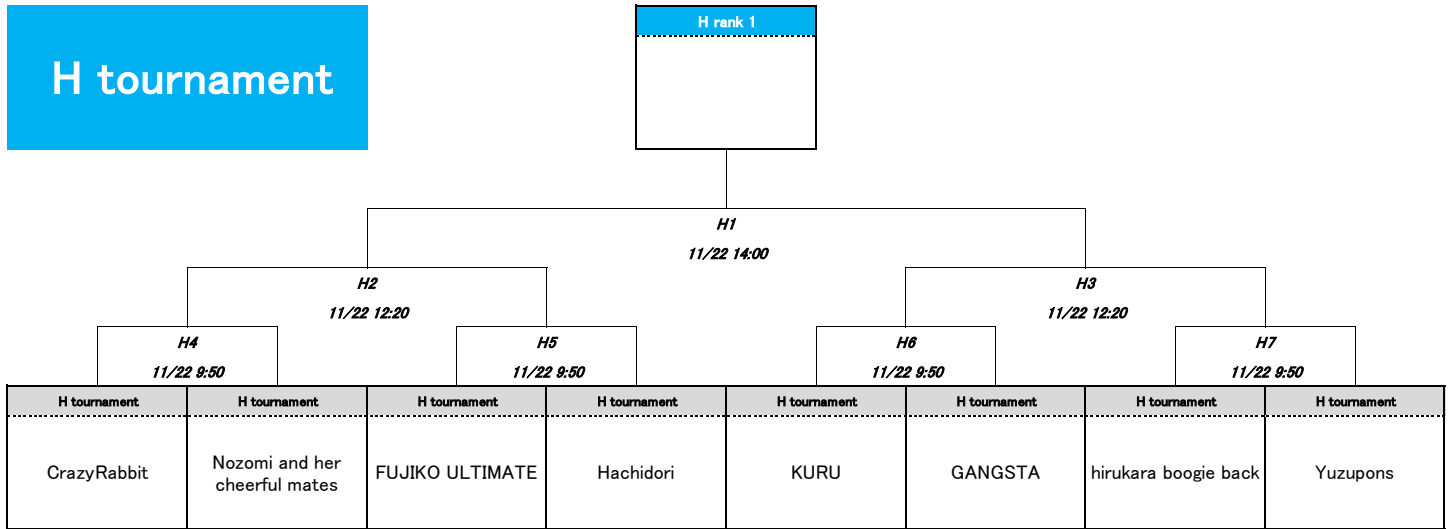 H rank 1
H tournament
H1
11/22 14:00
H2
H3
11/22 12:20
11/22 12:20
H4
H5
H6
H7
11/22 9:50
11/22 9:50
11/22 9:50
11/22 9:50
H tournament
H tournament
H tournament
H tournament
H tournament
H tournament
H tournament
H tournament
CrazyRabbit
Nozomi and her
cheerful mates
FUJIKO ULTIMATE
Hachidori
KURU
GANGSTA
hirukara boogie back
Yuzupons